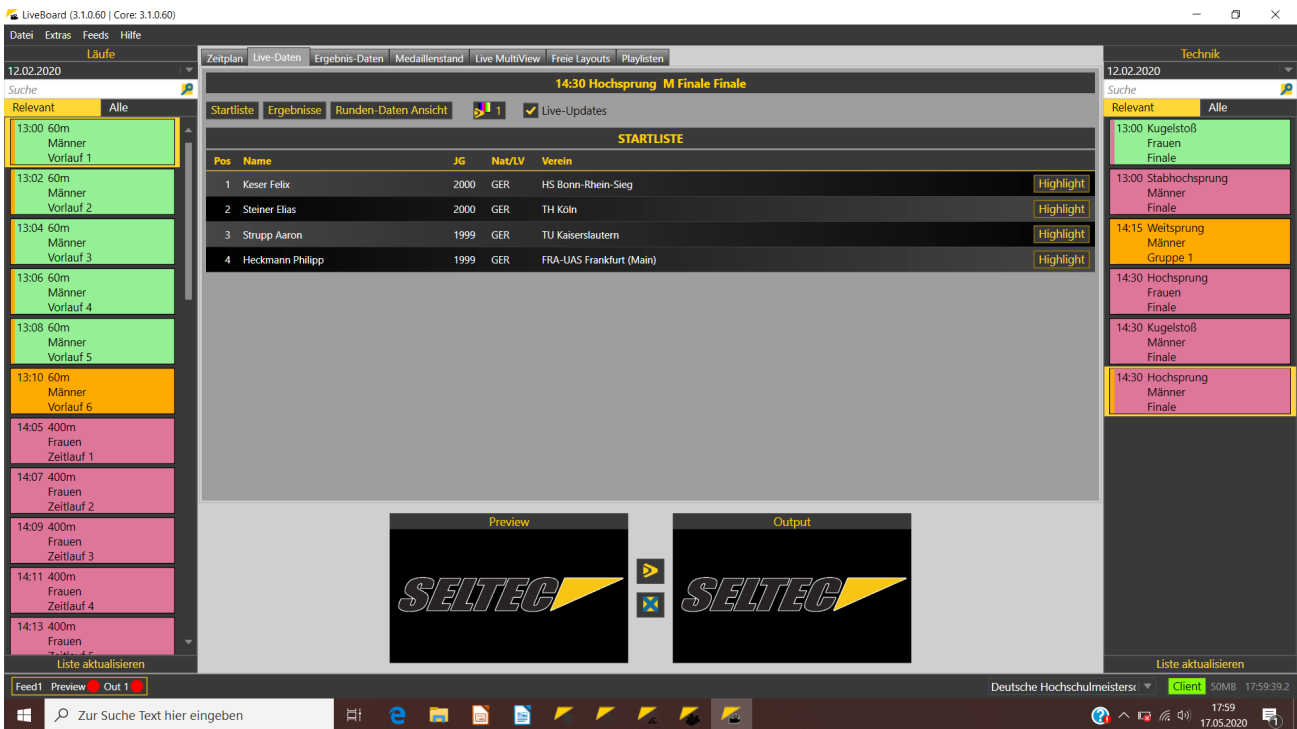 LiveBoard (3.1.0.60 | Core: 3.1.0.60)
Datei Extras Feeds Hilfe
Läufe
12.02.2020
Suche
Relevant Alle
13:00 60m
Männer
Vorlauf 1
13:02 60m
Männer
Vorlauf 2
13:04 60m
Männer
Vorlauf 3
13:06 60m
Männer
Vorlauf 4
13:08 60m
Männer
Vorlauf 5
13:10 60m
Männer
Vorlauf 6
14:05 400m
Frauen
Zeitlauf 1
14:07 400m
Frauen
Zeitlauf 2
14:09 400m
Frauen
Zeitlauf 3
14:11 400m
Frauen
Zeitlauf 4
14:13 400m
Frauen
Zeitlauf 5
Liste aktualisieren
Zeitplan Live-Daten Ergebnis-Daten Medaillenstand Live MultiView Freie Layouts Playlisten
14:30 Hochsprung M Finale Finale
Startliste Ergebnisse Runden-Daten Ansicht 1 Live-Updates
STARTLISTE
Pos Name JG Nat/LV Verein
1 Keser Felix 2000 GER HS Bonn-Rhein-Sieg Highlight
2 Steiner Elias 2000 GER TH Köln Highlight
3 Strupp Aaron 1999 GER TU Kaiserslautern Highlight
4 Heckmann Philipp 1999 GER FRA-UAS Frankfurt (Main) Highlight
Preview
SELTEC
Output
SELTEC
Technik
12.02.2020
Suche
Relevant Alle
13:00 Kugelstoß
Frauen
Finale
13:00 Stabhochsprung
Männer
Finale
14:15 Weitsprung
Männer
Gruppe 1
14:30 Hochsprung
Frauen
Finale
14:30 Kugelstoß
Männer
Finale
14:30 Hochsprung
Männer
Finale
Liste aktualisieren
Feed1 Preview Out 1
Deutsche Hochschulmeistersc Client 50MB 17:59:39.2
Zur Suche Text hier eingeben
17:59
17.05.2020